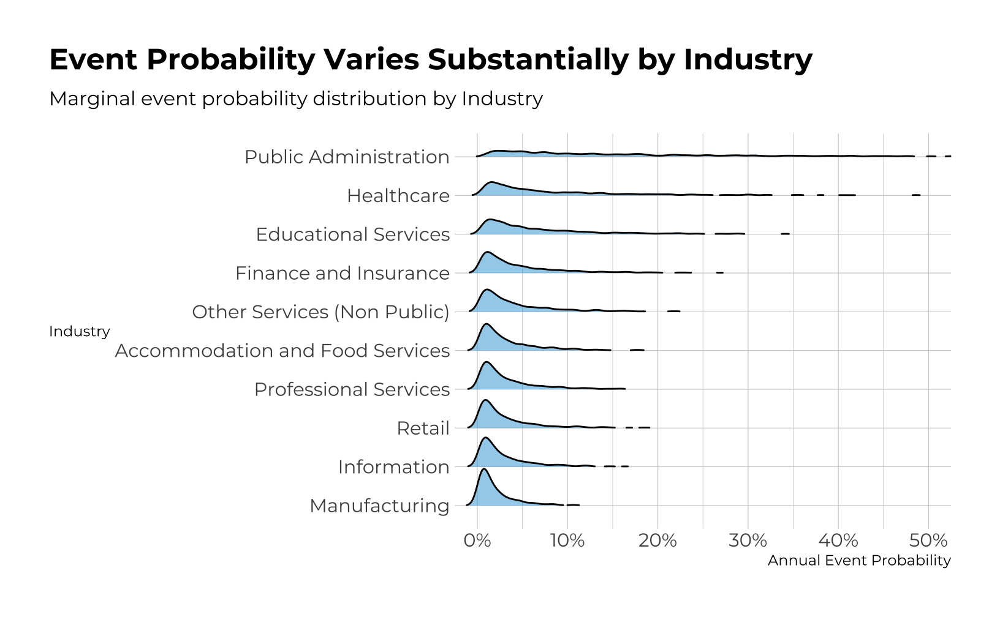 Event Probability Varies Substantially by Industry
Marginal event probability distribution by Industry
Public Administration
Healthcare
Educational Services
Finance and Insurance
Other Services (Non Public)
Industry
Accommodation and Food Services
Professional Services
Retail
Information
Manufacturing
0% 10% 20% 30% 40% 50%
Annual Event Probability